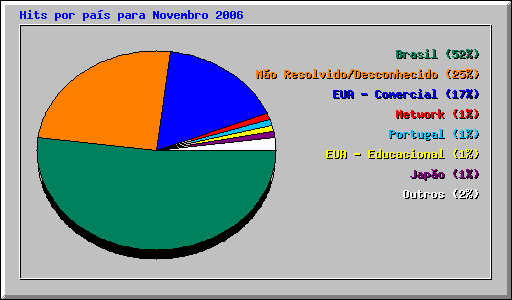 Hits por país para Novembro 2006
Brasil (52%)
Não Resolvido/Desconhecido (25%)
EUA - Comercial (17%)
Network (1%)
Portugal (1%)
EUA - Educacional (1%)
Japão (1%)
Outros (2%)